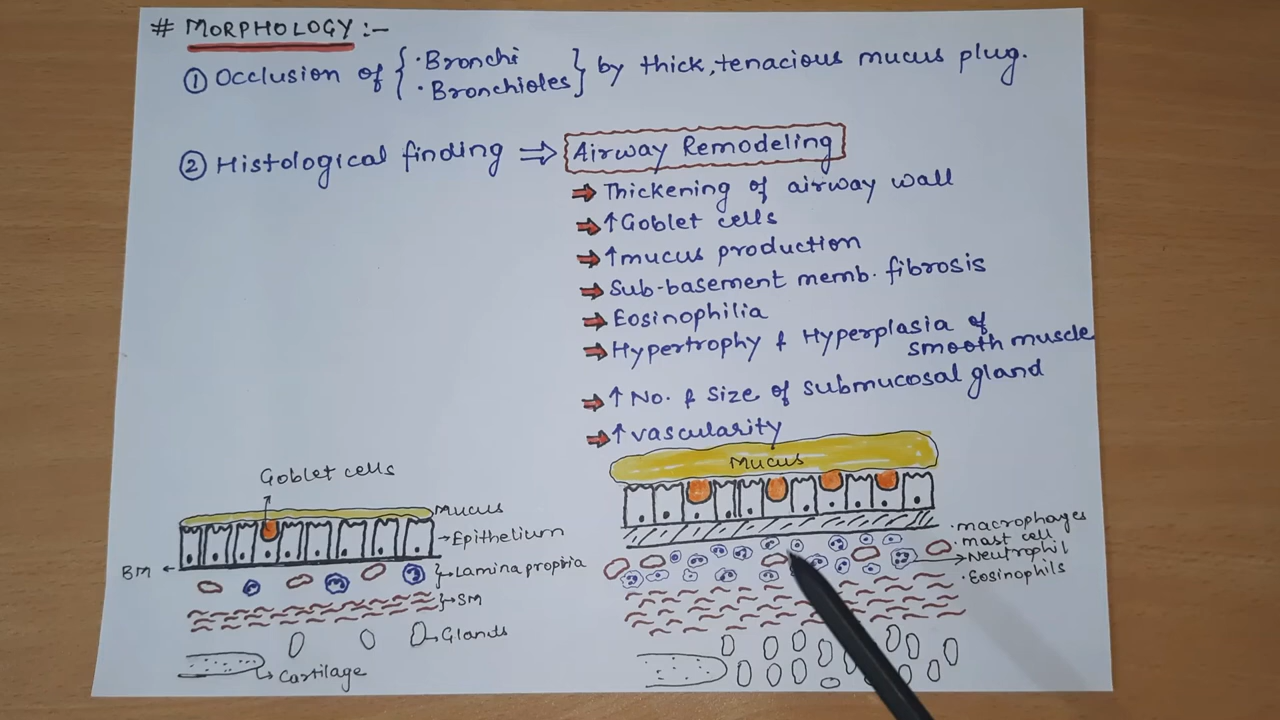 # MORPHOLOGY :-
① Occlusion of { · Bronchi · Bronchioles } by thick, tenacious mucus plug.
② Histological finding ⇒ Airway Remodeling
→ Thickening of airway wall
→ ↑ Goblet cells
→ ↑ mucus production
→ Sub-basement memb. fibrosis
→ Eosinophilia
→ Hypertrophy & Hyperplasia of smooth muscle
→ ↑ No. & Size of submucosal gland
→ ↑ vascularity
Goblet cells
Mucus
Epithelium
BM
Lamina propria
SM
Glands
Cartilage
Mucus
· macrophages
· mast cell
Neutrophil
· Eosinophils